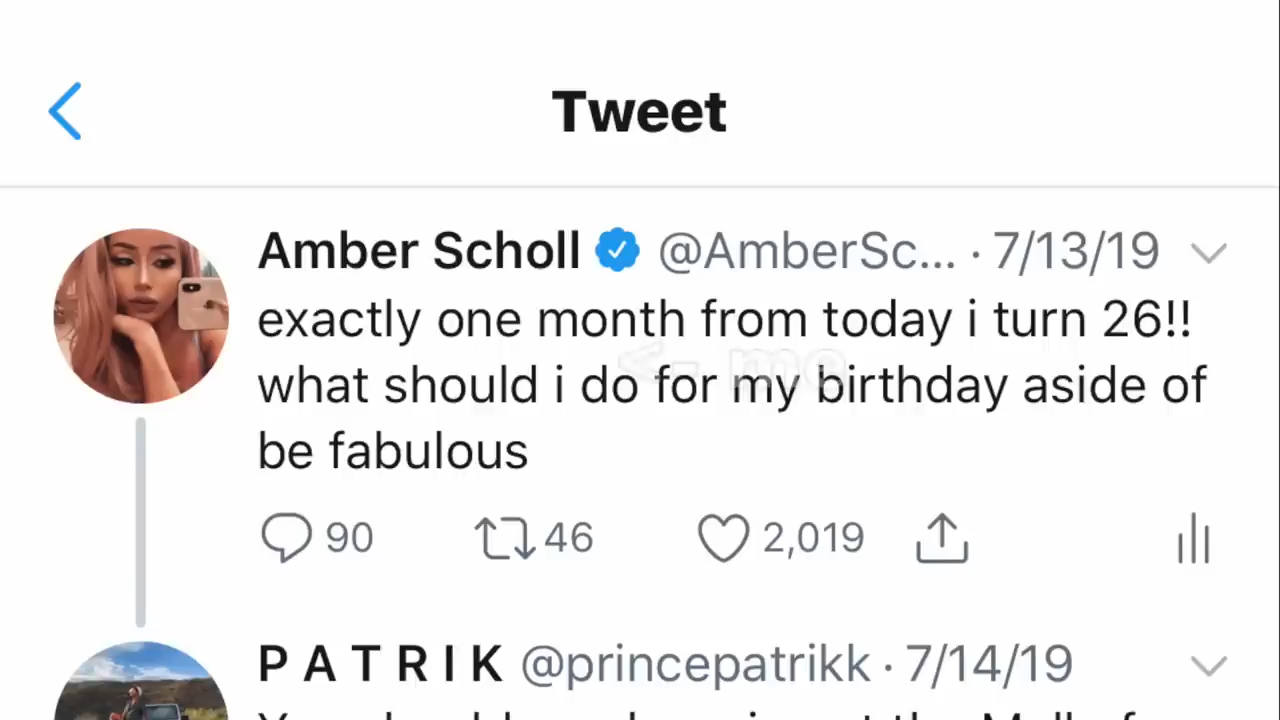 Tweet
Amber Scholl @AmberSc... · 7/13/19
exactly one month from today i turn 26!!
<- me
what should i do for my birthday aside of
be fabulous
90 46 2,019
P A T R I K @princepatrikk · 7/14/19